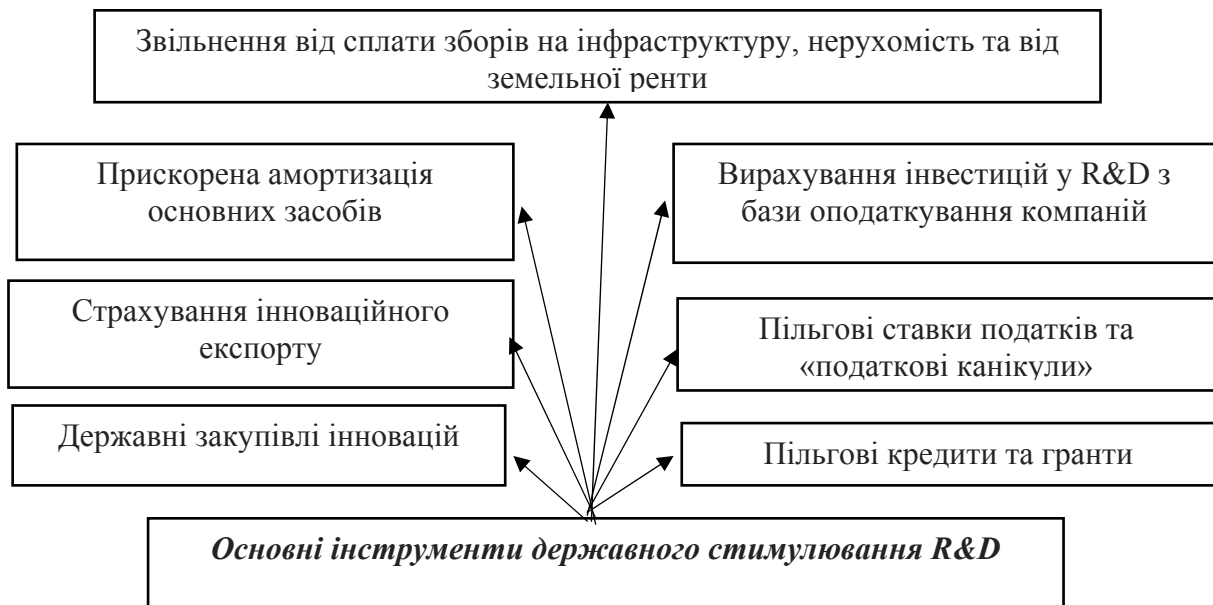 Звільнення від сплати зборів на інфраструктуру, нерухомість та від
земельної ренти
Прискорена амортизація
основних засобів
Вирахування інвестицій у R&D з
бази оподаткування компаній
Страхування інноваційного
експорту
Пільгові ставки податків та
«податкові канікули»
Державні закупівлі інновацій
Пільгові кредити та гранти
Основні інструменти державного стимулювання R&D